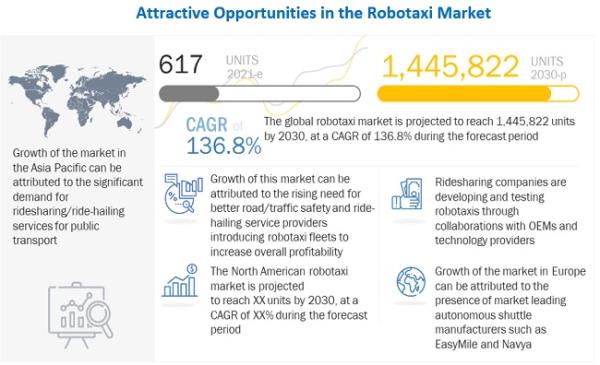 Attractive Opportunities in the Robotaxi Market
617
UNITS
2021-e
1,445,822
UNITS
2030-p
CAGR of
136.8%
The global robotaxi market is projected to reach 1,445,822 units
by 2030, at a CAGR of 136.8% during the forecast period
Growth of the market in
the Asia Pacific can be
attributed to the significant
demand for
ridesharing/ride-hailing
services for public
transport
Growth of this market can be
attributed to the rising need for
better road/traffic safety and ride-
hailing service providers
introducing robotaxi fleets to
increase overall profitability
Ridesharing companies are
developing and testing
robotaxis through
collaborations with OEMs and
technology providers
The North American robotaxi
market is projected
to reach XX units by 2030, at a
CAGR of XX% during the forecast
period
Growth of the market in Europe
can be attributed to the
presence of market leading
autonomous shuttle
manufacturers such as
EasyMile and Navya